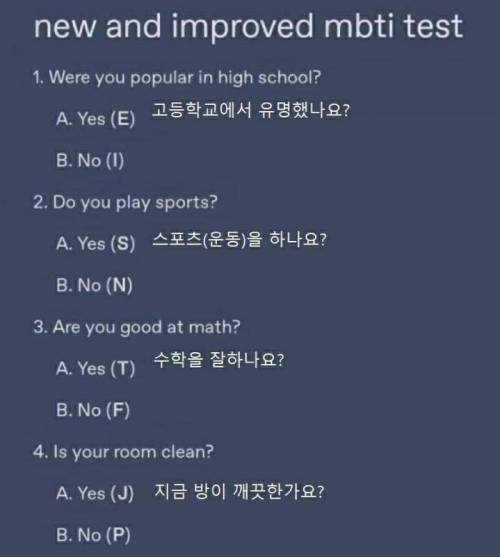 new and improved mbti test
1. Were you popular in high school?
A. Yes (E) 고등학교에서 유명했나요?
B. No (I)
2. Do you play sports?
A. Yes (S) 스포츠(운동)을 하나요?
B. No (N)
3. Are you good at math?
A. Yes (T) 수학을 잘하나요?
B. No (F)
4. Is your room clean?
A. Yes (J) 지금 방이 깨끗한가요?
B. No (P)